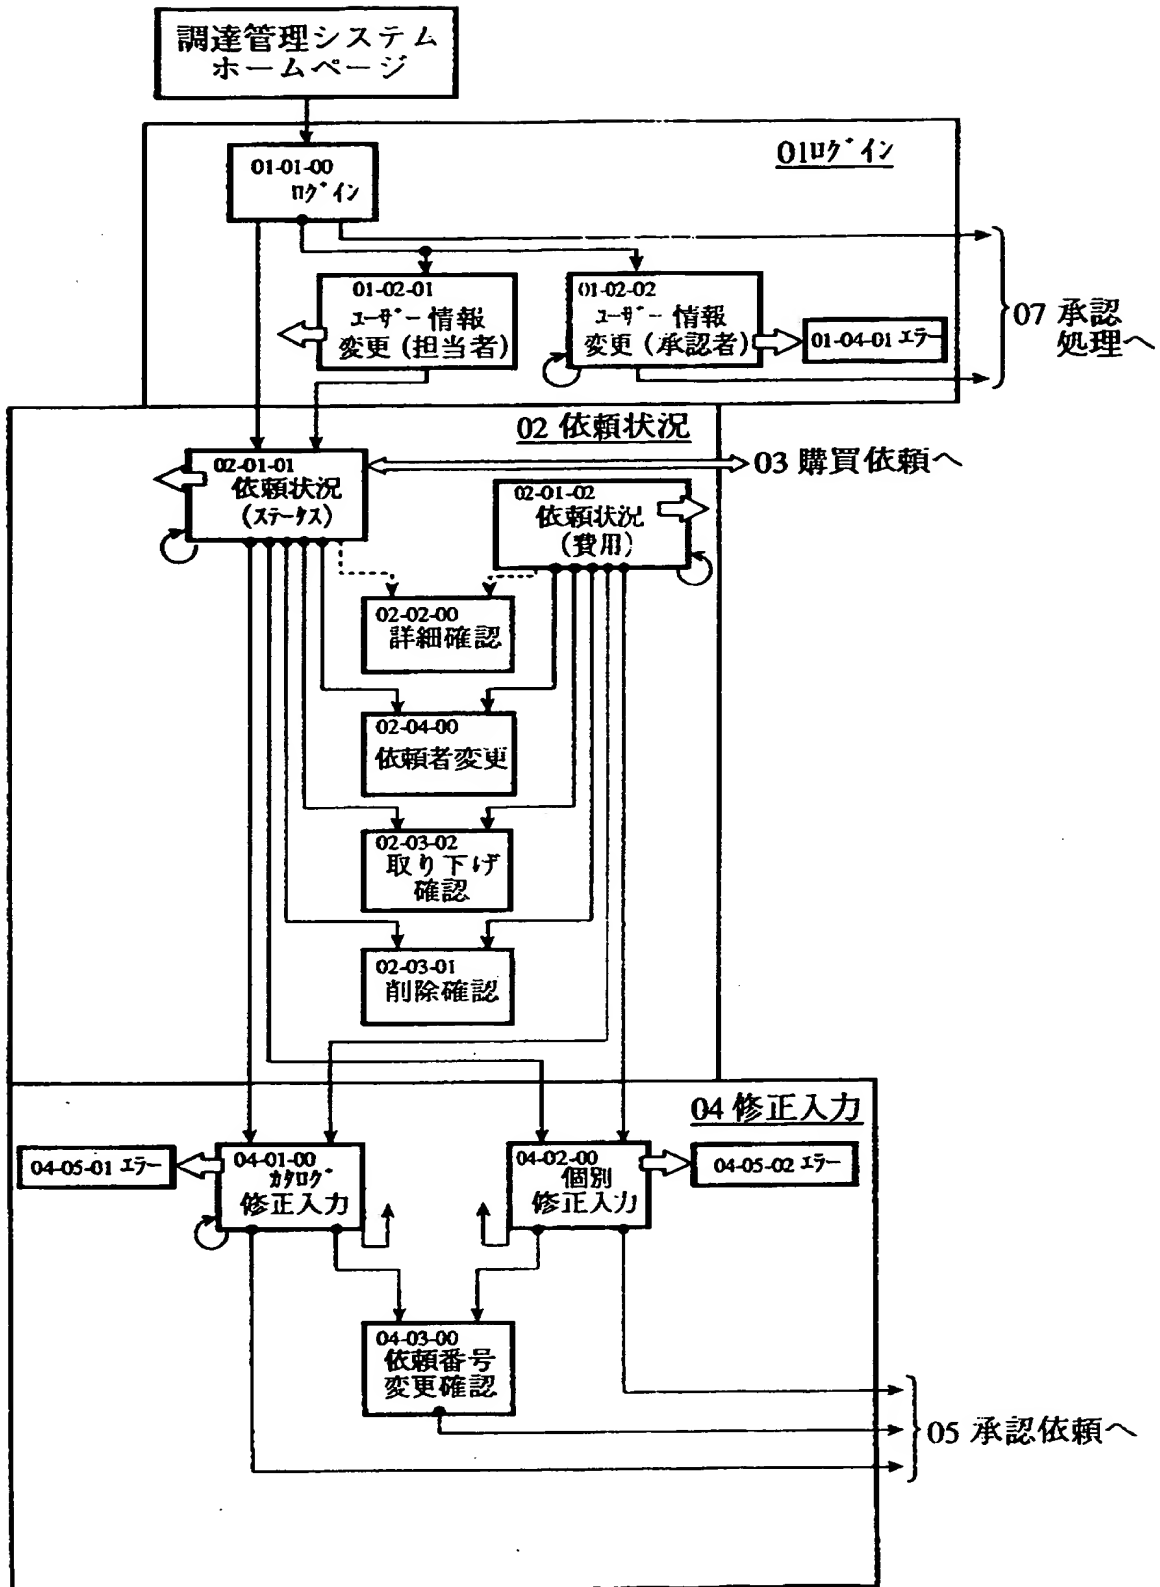 調達管理システム
ホームページ
01ログイン
01-01-00
ログイン
01-02-01
ユーザー情報
変更(担当者)
01-02-02
ユーザー情報
変更(承認者)
01-04-01 エラー
07 承認
処理へ
02 依頼状況
02-01-01
依頼状況
(ステータス)
03 購買依頼へ
02-01-02
依頼状況
(費用)
02-02-00
詳細確認
02-04-00
依頼者変更
02-03-02
取り下げ
確認
02-03-01
削除確認
04 修正入力
04-05-01 エラー
04-01-00
カタログ
修正入力
04-02-00
個別
修正入力
04-05-02 エラー
04-03-00
依頼番号
変更確認
05 承認依頼へ